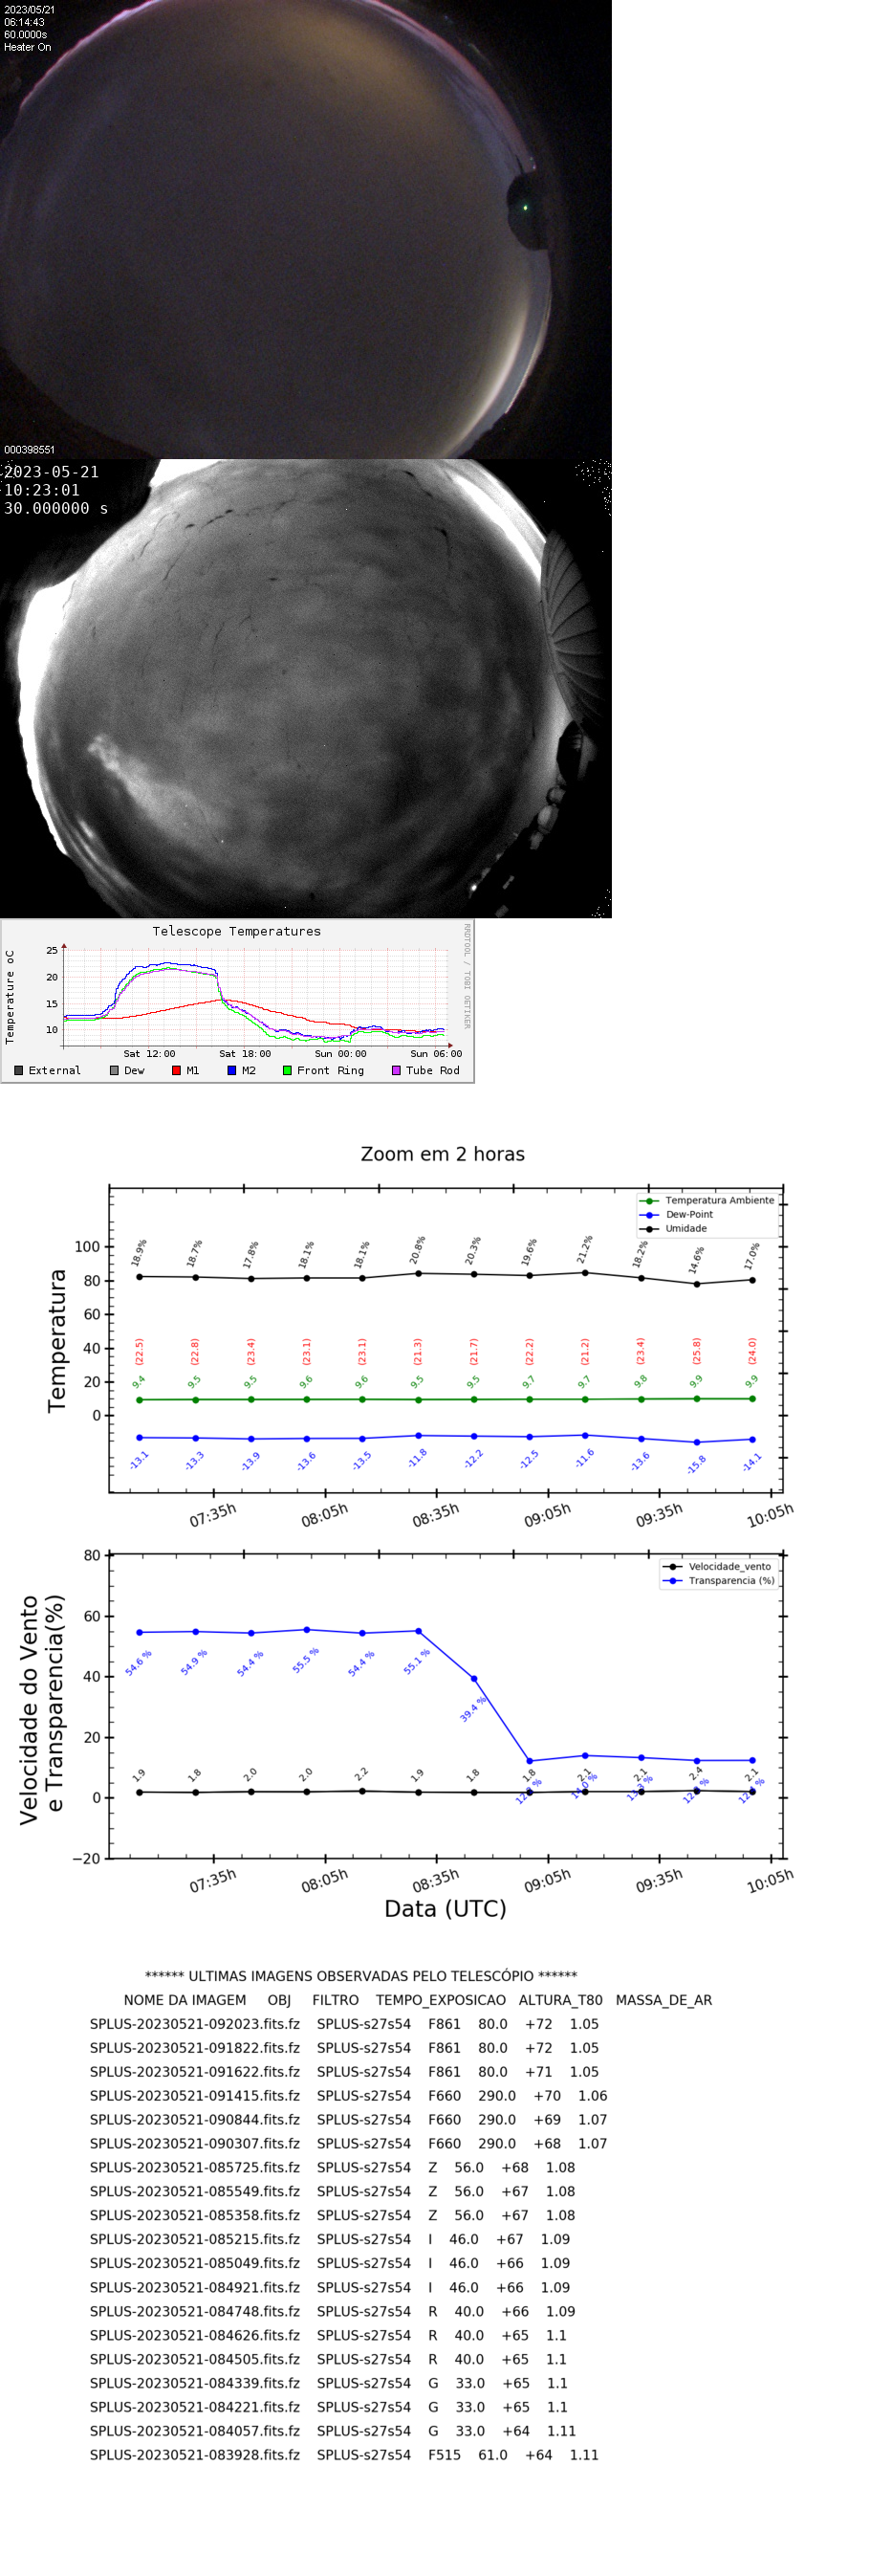 2023/05/21
06:14:43
60.0000s
Heater On
000398551
2023-05-21
10:23:01
30.000000 s
Telescope Temperatures
RRDTOOL / TOBI OETIKER
Temperature oC
25
20
15
10
Sat 12:00 Sat 18:00 Sun 00:00 Sun 06:00
External Dew M1 M2 Front Ring Tube Rod
Zoom em 2 horas
Temperatura Ambiente
Dew-Point
Umidade
Temperatura
100
80
60
40
20
0
18.9% 18.7% 17.8% 18.1% 18.1% 20.8% 20.3% 19.6% 21.2% 18.2% 14.6% 17.0%
(22.5) (22.8) (23.4) (23.1) (23.1) (21.3) (21.7) (22.2) (21.2) (23.4) (25.8) (24.0)
9.4 9.5 9.5 9.6 9.6 9.5 9.5 9.7 9.7 9.8 9.9 9.9
-13.1 -13.3 -13.9 -13.6 -13.5 -11.8 -12.2 -12.5 -11.6 -13.6 -15.8 -14.1
07:35h 08:05h 08:35h 09:05h 09:35h 10:05h
Velocidade do Vento
e Transparencia(%)
Velocidade_vento
Transparencia (%)
80
60
40
20
0
−20
54.6 % 54.9 % 54.4 % 55.5 % 54.4 % 55.1 % 39.4 %
1.9 1.8 2.0 2.0 2.2 1.9 1.8 1.8 2.1 2.1 2.4 2.1
07:35h 08:05h 08:35h 09:05h 09:35h 10:05h
Data (UTC)
****** ULTIMAS IMAGENS OBSERVADAS PELO TELESCÓPIO ******
NOME DA IMAGEM OBJ FILTRO TEMPO_EXPOSICAO ALTURA_T80 MASSA_DE_AR
SPLUS-20230521-092023.fits.fz SPLUS-s27s54 F861 80.0 +72 1.05
SPLUS-20230521-091822.fits.fz SPLUS-s27s54 F861 80.0 +72 1.05
SPLUS-20230521-091622.fits.fz SPLUS-s27s54 F861 80.0 +71 1.05
SPLUS-20230521-091415.fits.fz SPLUS-s27s54 F660 290.0 +70 1.06
SPLUS-20230521-090844.fits.fz SPLUS-s27s54 F660 290.0 +69 1.07
SPLUS-20230521-090307.fits.fz SPLUS-s27s54 F660 290.0 +68 1.07
SPLUS-20230521-085725.fits.fz SPLUS-s27s54 Z 56.0 +68 1.08
SPLUS-20230521-085549.fits.fz SPLUS-s27s54 Z 56.0 +67 1.08
SPLUS-20230521-085358.fits.fz SPLUS-s27s54 Z 56.0 +67 1.08
SPLUS-20230521-085215.fits.fz SPLUS-s27s54 I 46.0 +67 1.09
SPLUS-20230521-085049.fits.fz SPLUS-s27s54 I 46.0 +66 1.09
SPLUS-20230521-084921.fits.fz SPLUS-s27s54 I 46.0 +66 1.09
SPLUS-20230521-084748.fits.fz SPLUS-s27s54 R 40.0 +66 1.09
SPLUS-20230521-084626.fits.fz SPLUS-s27s54 R 40.0 +65 1.1
SPLUS-20230521-084505.fits.fz SPLUS-s27s54 R 40.0 +65 1.1
SPLUS-20230521-084339.fits.fz SPLUS-s27s54 G 33.0 +65 1.1
SPLUS-20230521-084221.fits.fz SPLUS-s27s54 G 33.0 +65 1.1
SPLUS-20230521-084057.fits.fz SPLUS-s27s54 G 33.0 +64 1.11
SPLUS-20230521-083928.fits.fz SPLUS-s27s54 F515 61.0 +64 1.11